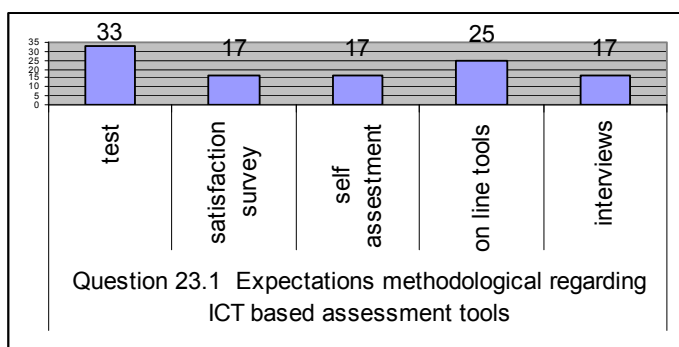 33
17
17
25
17
35
30
25
20
15
10
5
0
test
satisfaction
survey
self
assestment
on line tools
interviews
Question 23.1 Expectations methodological regarding
ICT based assessment tools